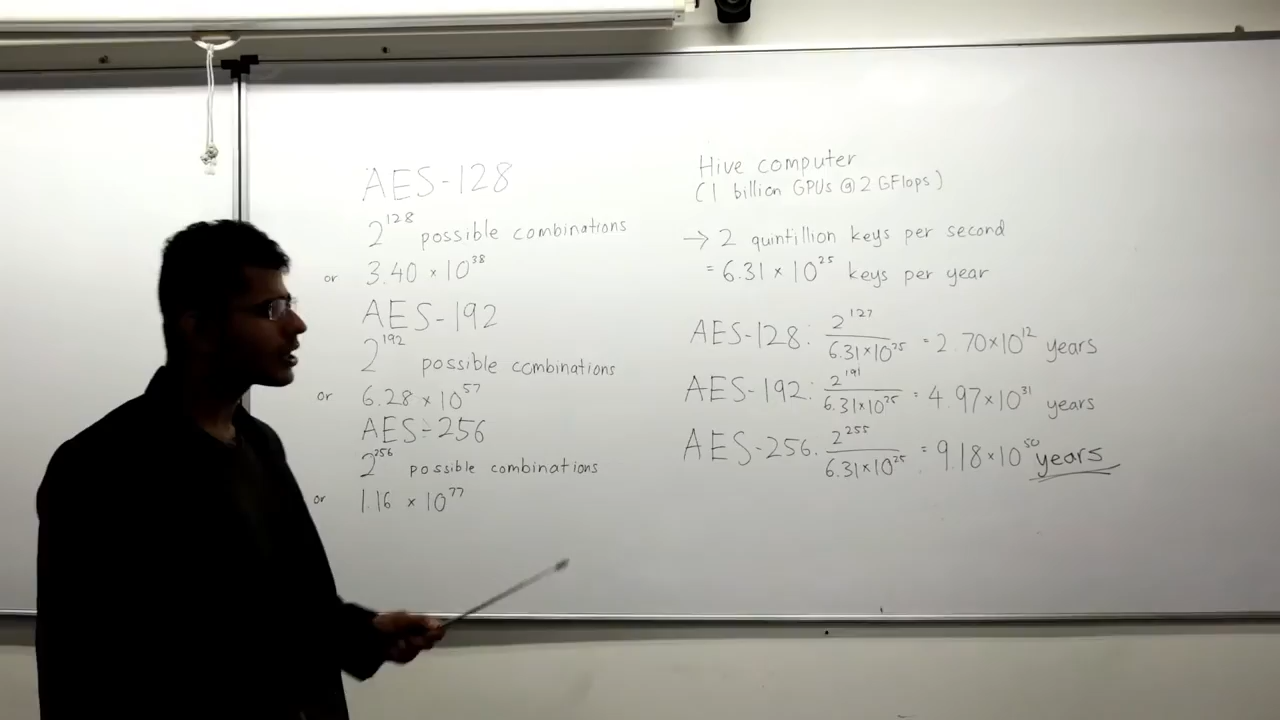 AES-128
2^128 possible combinations
or 3.40 × 10^38
AES-192
2^192 possible combinations
or 6.28 × 10^57
AES-256
2^256 possible combinations
or 1.16 × 10^77
Hive computer
(1 billion GPUs @ 2 GFlops)
→ 2 quintillion keys per second
= 6.31 × 10^25 keys per year
AES-128: 2^127 / 6.31×10^25 = 2.70×10^12 years
AES-192: 2^191 / 6.31×10^25 = 4.97×10^31 years
AES-256. 2^255 / 6.31×10^25 = 9.18×10^50 years